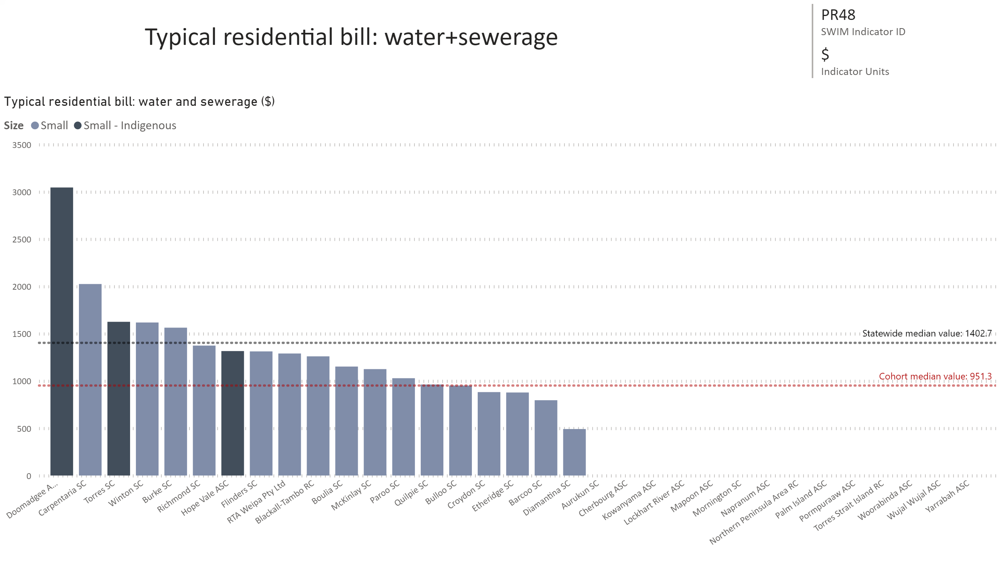 PR48
SWIM Indicator ID
$
Indicator Units
Typical residential bill: water+sewerage
Typical residential bill: water and sewerage ($)
Size Small Small - Indigenous
3500
3000
2500
2000
1500
1000
500
0
Statewide median value: 1402.7
Cohort median value: 951.3
Doomadgee A...
Carpentaria SC
Torres SC
Winton SC
Burke SC
Richmond SC
Hope Vale ASC
Flinders SC
RTA Weipa Pty Ltd
Blackall-Tambo RC
Boulia SC
McKinlay SC
Paroo SC
Quilpie SC
Bulloo SC
Croydon SC
Etheridge SC
Barcoo SC
Diamantina SC
Aurukun SC
Cherbourg ASC
Kowanyama ASC
Lockhart River ASC
Mapoon ASC
Mornington SC
Napranum ASC
Northern Peninsula Area RC
Palm Island ASC
Pormpuraaw ASC
Torres Strait Island RC
Woorabinda ASC
Wujal Wujal ASC
Yarrabah ASC